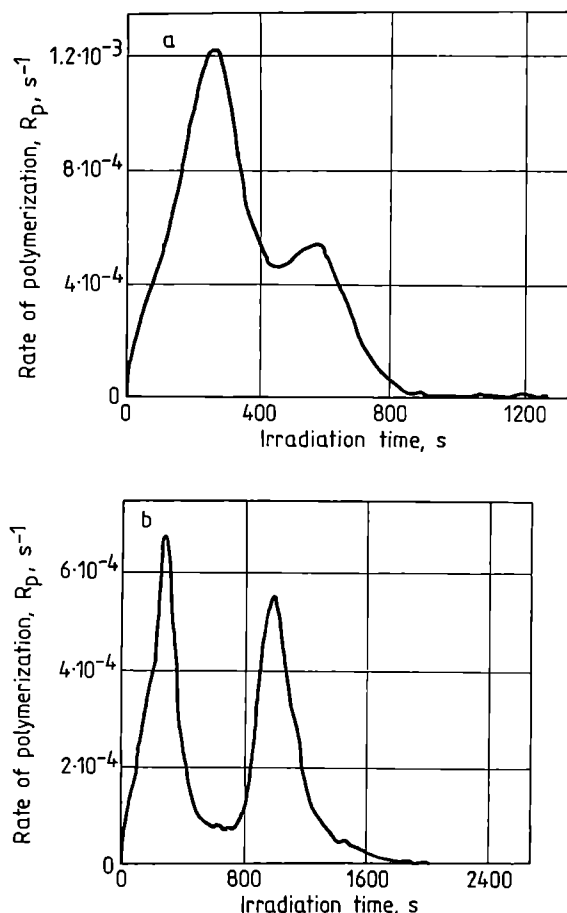 a
Rate of polymerization, Rp, s⁻¹
1.2·10⁻³
8·10⁻⁴
4·10⁻⁴
0
0 400 800 1200
Irradiation time, s
b
Rate of polymerization, Rp, s⁻¹
6·10⁻⁴
4·10⁻⁴
2·10⁻⁴
0
0 800 1600 2400
Irradiation time, s